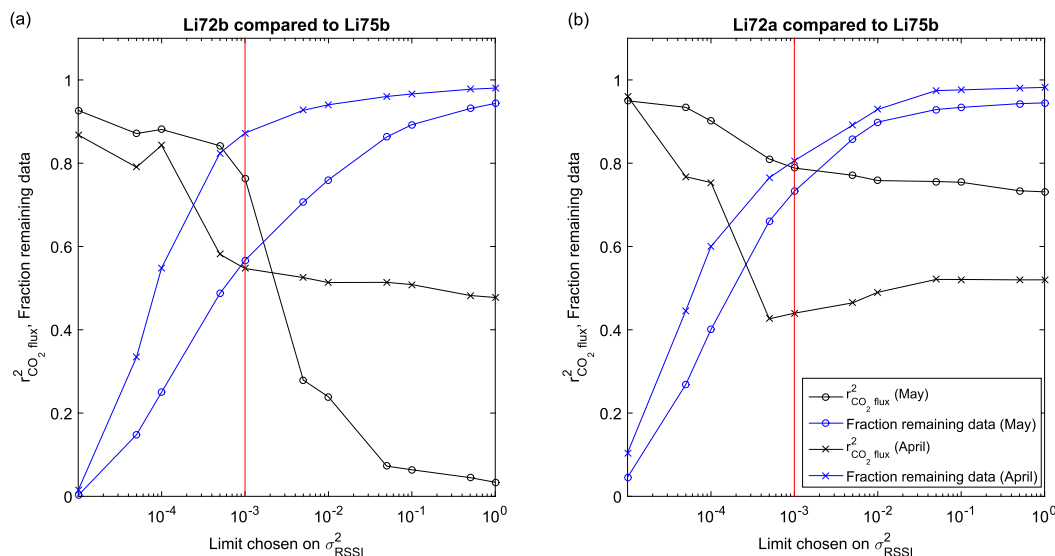 (a)
Li72b compared to Li75b
r²CO₂ flux, Fraction remaining data
1
0.8
0.6
0.4
0.2
0
10⁻⁴
10⁻³
10⁻²
10⁻¹
10⁰
Limit chosen on σ²RSSI
(b)
Li72a compared to Li75b
r²CO₂ flux, Fraction remaining data
1
0.8
0.6
0.4
0.2
0
10⁻⁴
10⁻³
10⁻²
10⁻¹
10⁰
Limit chosen on σ²RSSI
r²CO₂ flux (May)
Fraction remaining data (May)
r²CO₂ flux (April)
Fraction remaining data (April)